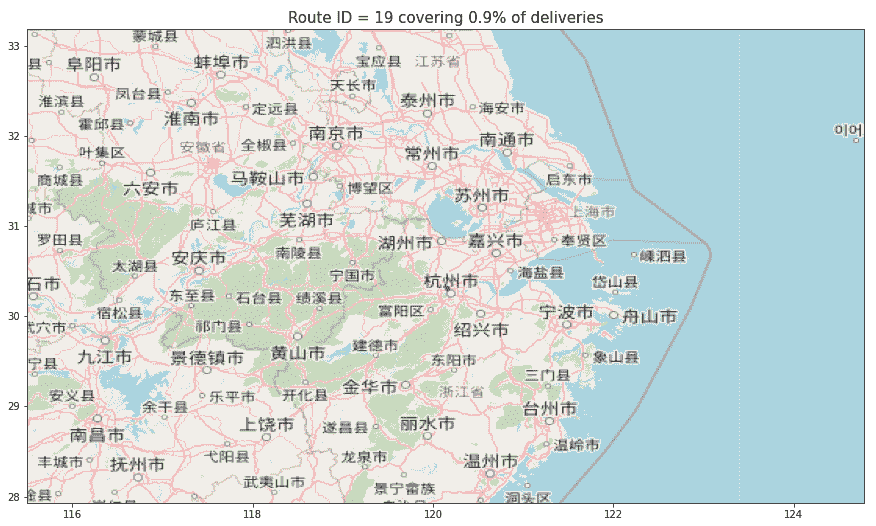 Route ID = 19 covering 0.9% of deliveries
33
32
31
30
29
28
116
118
120
122
124
蒙城县
泗洪县
阜阳市
蚌埠市
宝应县
江苏省
天长市
淮滨县
凤台县
定远县
泰州市
海安市
霍邱县
淮南市
南京市
이어
叶集区
安徽省
全椒县
常州市
南通市
商城县
六安市
马鞍山市
博望区
苏州市
启东市
城市
庐江县
芜湖市
上海市
罗田县
南陵县
湖州市
嘉兴市
奉贤区
太湖县
安庆市
宁国市
嵊泗县
石市
东至县
石台县
绩溪县
杭州市
海盐县
岱山县
宿松县
富阳区
宁波市
舟山市
穴市
祁门县
绍兴市
九江市
景德镇市
黄山市
建德市
东阳市
象山县
宁县
安义县
余干县
乐平市
开化县
金华市
浙江省
三门县
南昌市
上饶市
遂昌县
丽水市
台州市
丰城市
抚州市
弋阳县
龙泉市
温州市
温岭市
武夷山市
景宁畲族
洞头区